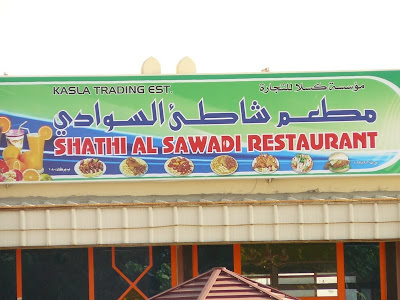 KASLA TRADING EST.
مؤسسة كسلا للتجارة
مطعم شاطئ السوادي
SHATHI AL SAWADI RESTAURANT